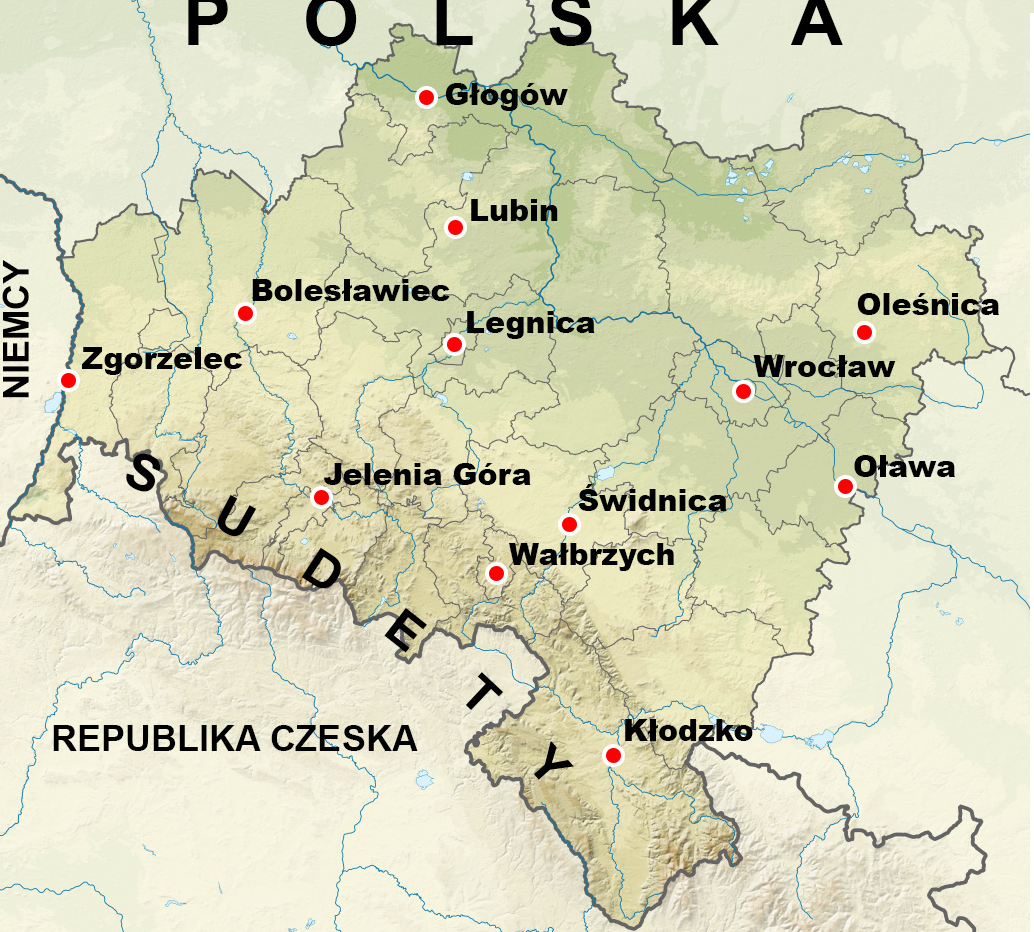 POLSKA
Głogów
Lubin
Bolesławiec
Oleśnica
Legnica
NIEMCY
Zgorzelec
Wrocław
Oława
SUDETY
Jelenia Góra
Świdnica
Wałbrzych
Kłodzko
REPUBLIKA CZESKA